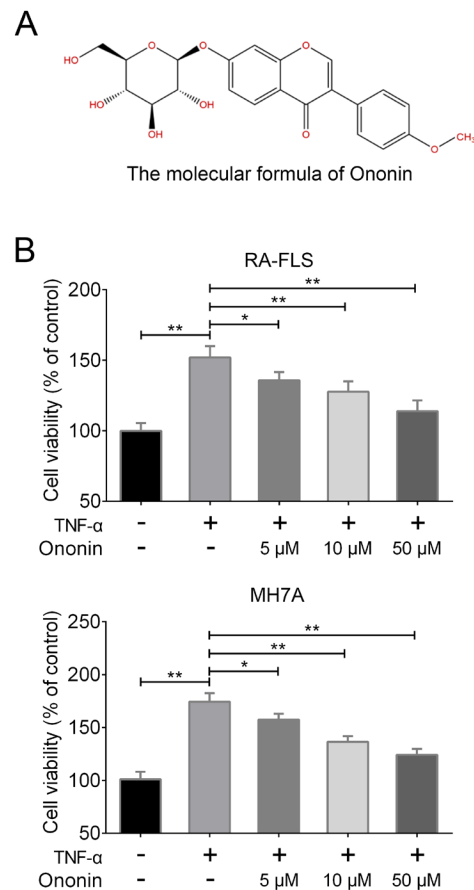 A
HO
O
O
O
HO
OH
OH
O
O
CH3
The molecular formula of Ononin
B
RA-FLS
**
**
*
**
Cell viability (% of control)
200
150
100
50
TNF-α - + + + +
Ononin - - 5 μM 10 μM 50 μM
MH7A
**
**
*
**
Cell viability (% of control)
250
200
150
100
50
TNF-α - + + + +
Ononin - - 5 μM 10 μM 50 μM